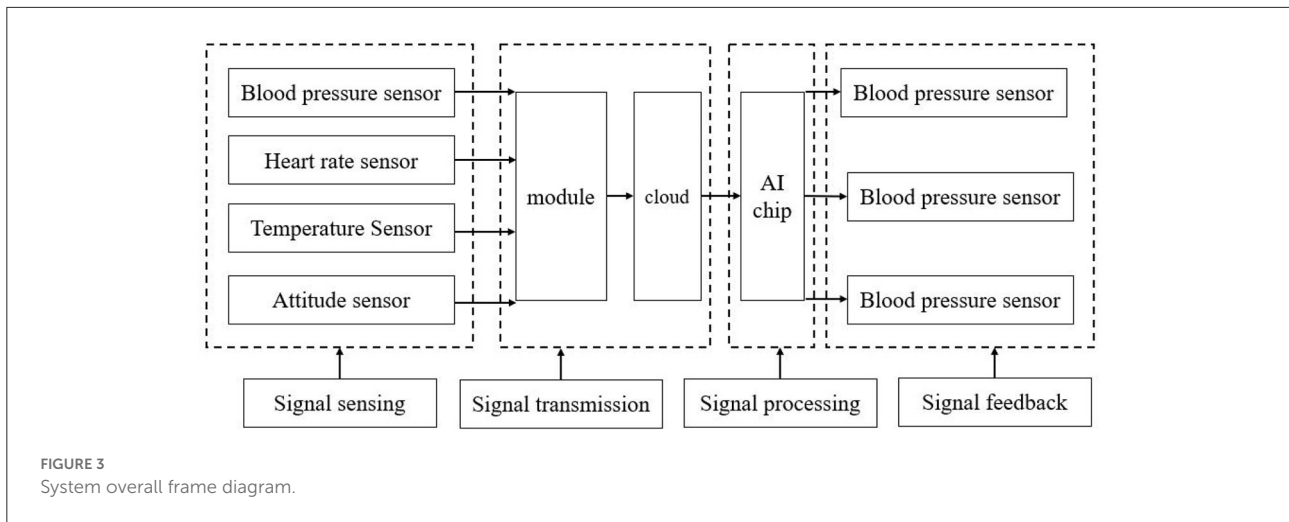 Blood pressure sensor
Heart rate sensor
Temperature Sensor
Attitude sensor
module
cloud
AI
chip
Blood pressure sensor
Blood pressure sensor
Blood pressure sensor
Signal sensing
Signal transmission
Signal processing
Signal feedback
FIGURE 3
System overall frame diagram.